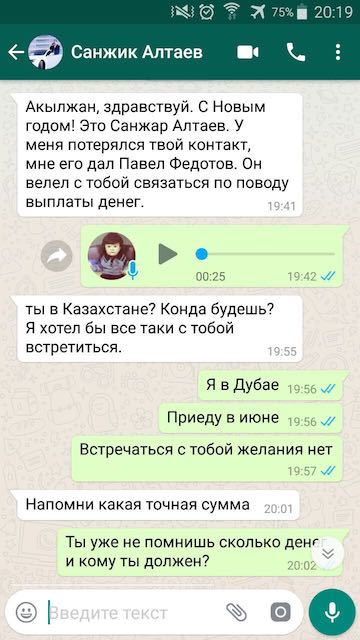 75% 20:19
Санжик Алтаев
Акылжан, здравствуй. С Новым
годом! Это Санжар Алтаев. У
меня потерялся твой контакт,
мне его дал Павел Федотов. Он
велел с тобой связаться по поводу
выплаты денег.
19:41
00:25 19:42
ты в Казахстане? Конда будешь?
Я хотел бы все таки с тобой
встретиться.
19:55
Я в Дубае 19:56
Приеду в июне 19:56
Встречаться с тобой желания нет
19:57
Напомни какая точная сумма 20:01
Ты уже не помнишь сколько денег
и кому ты должен? 20:02
Введите текст